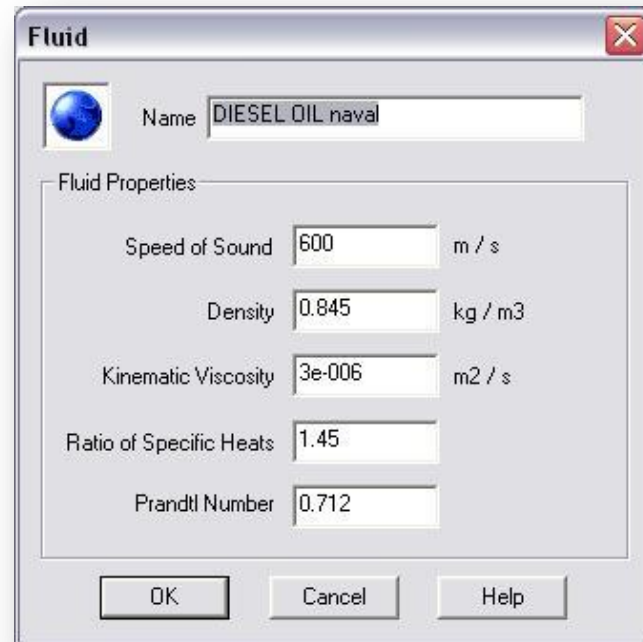 Fluid
Name DIESEL OIL naval
Fluid Properties
Speed of Sound 600 m / s
Density 0.845 kg / m3
Kinematic Viscosity 3e-006 m2 / s
Ratio of Specific Heats 1.45
Prandtl Number 0.712
OK Cancel Help